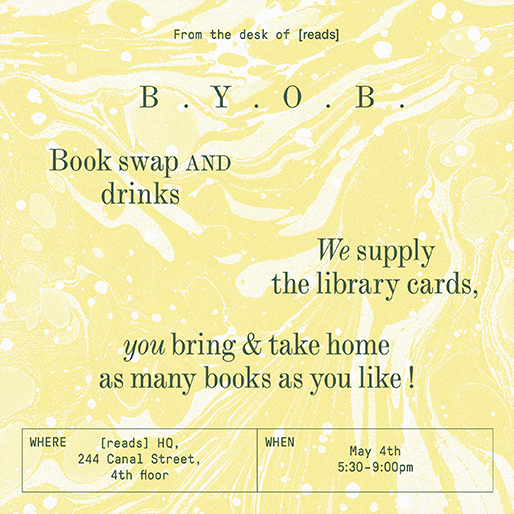 From the desk of [reads]
B.Y.O.B.
Book swap AND
drinks
We supply
the library cards,
you bring & take home
as many books as you like!
WHERE
[reads] HQ,
244 Canal Street,
4th floor
WHEN
May 4th
5:30–9:00pm